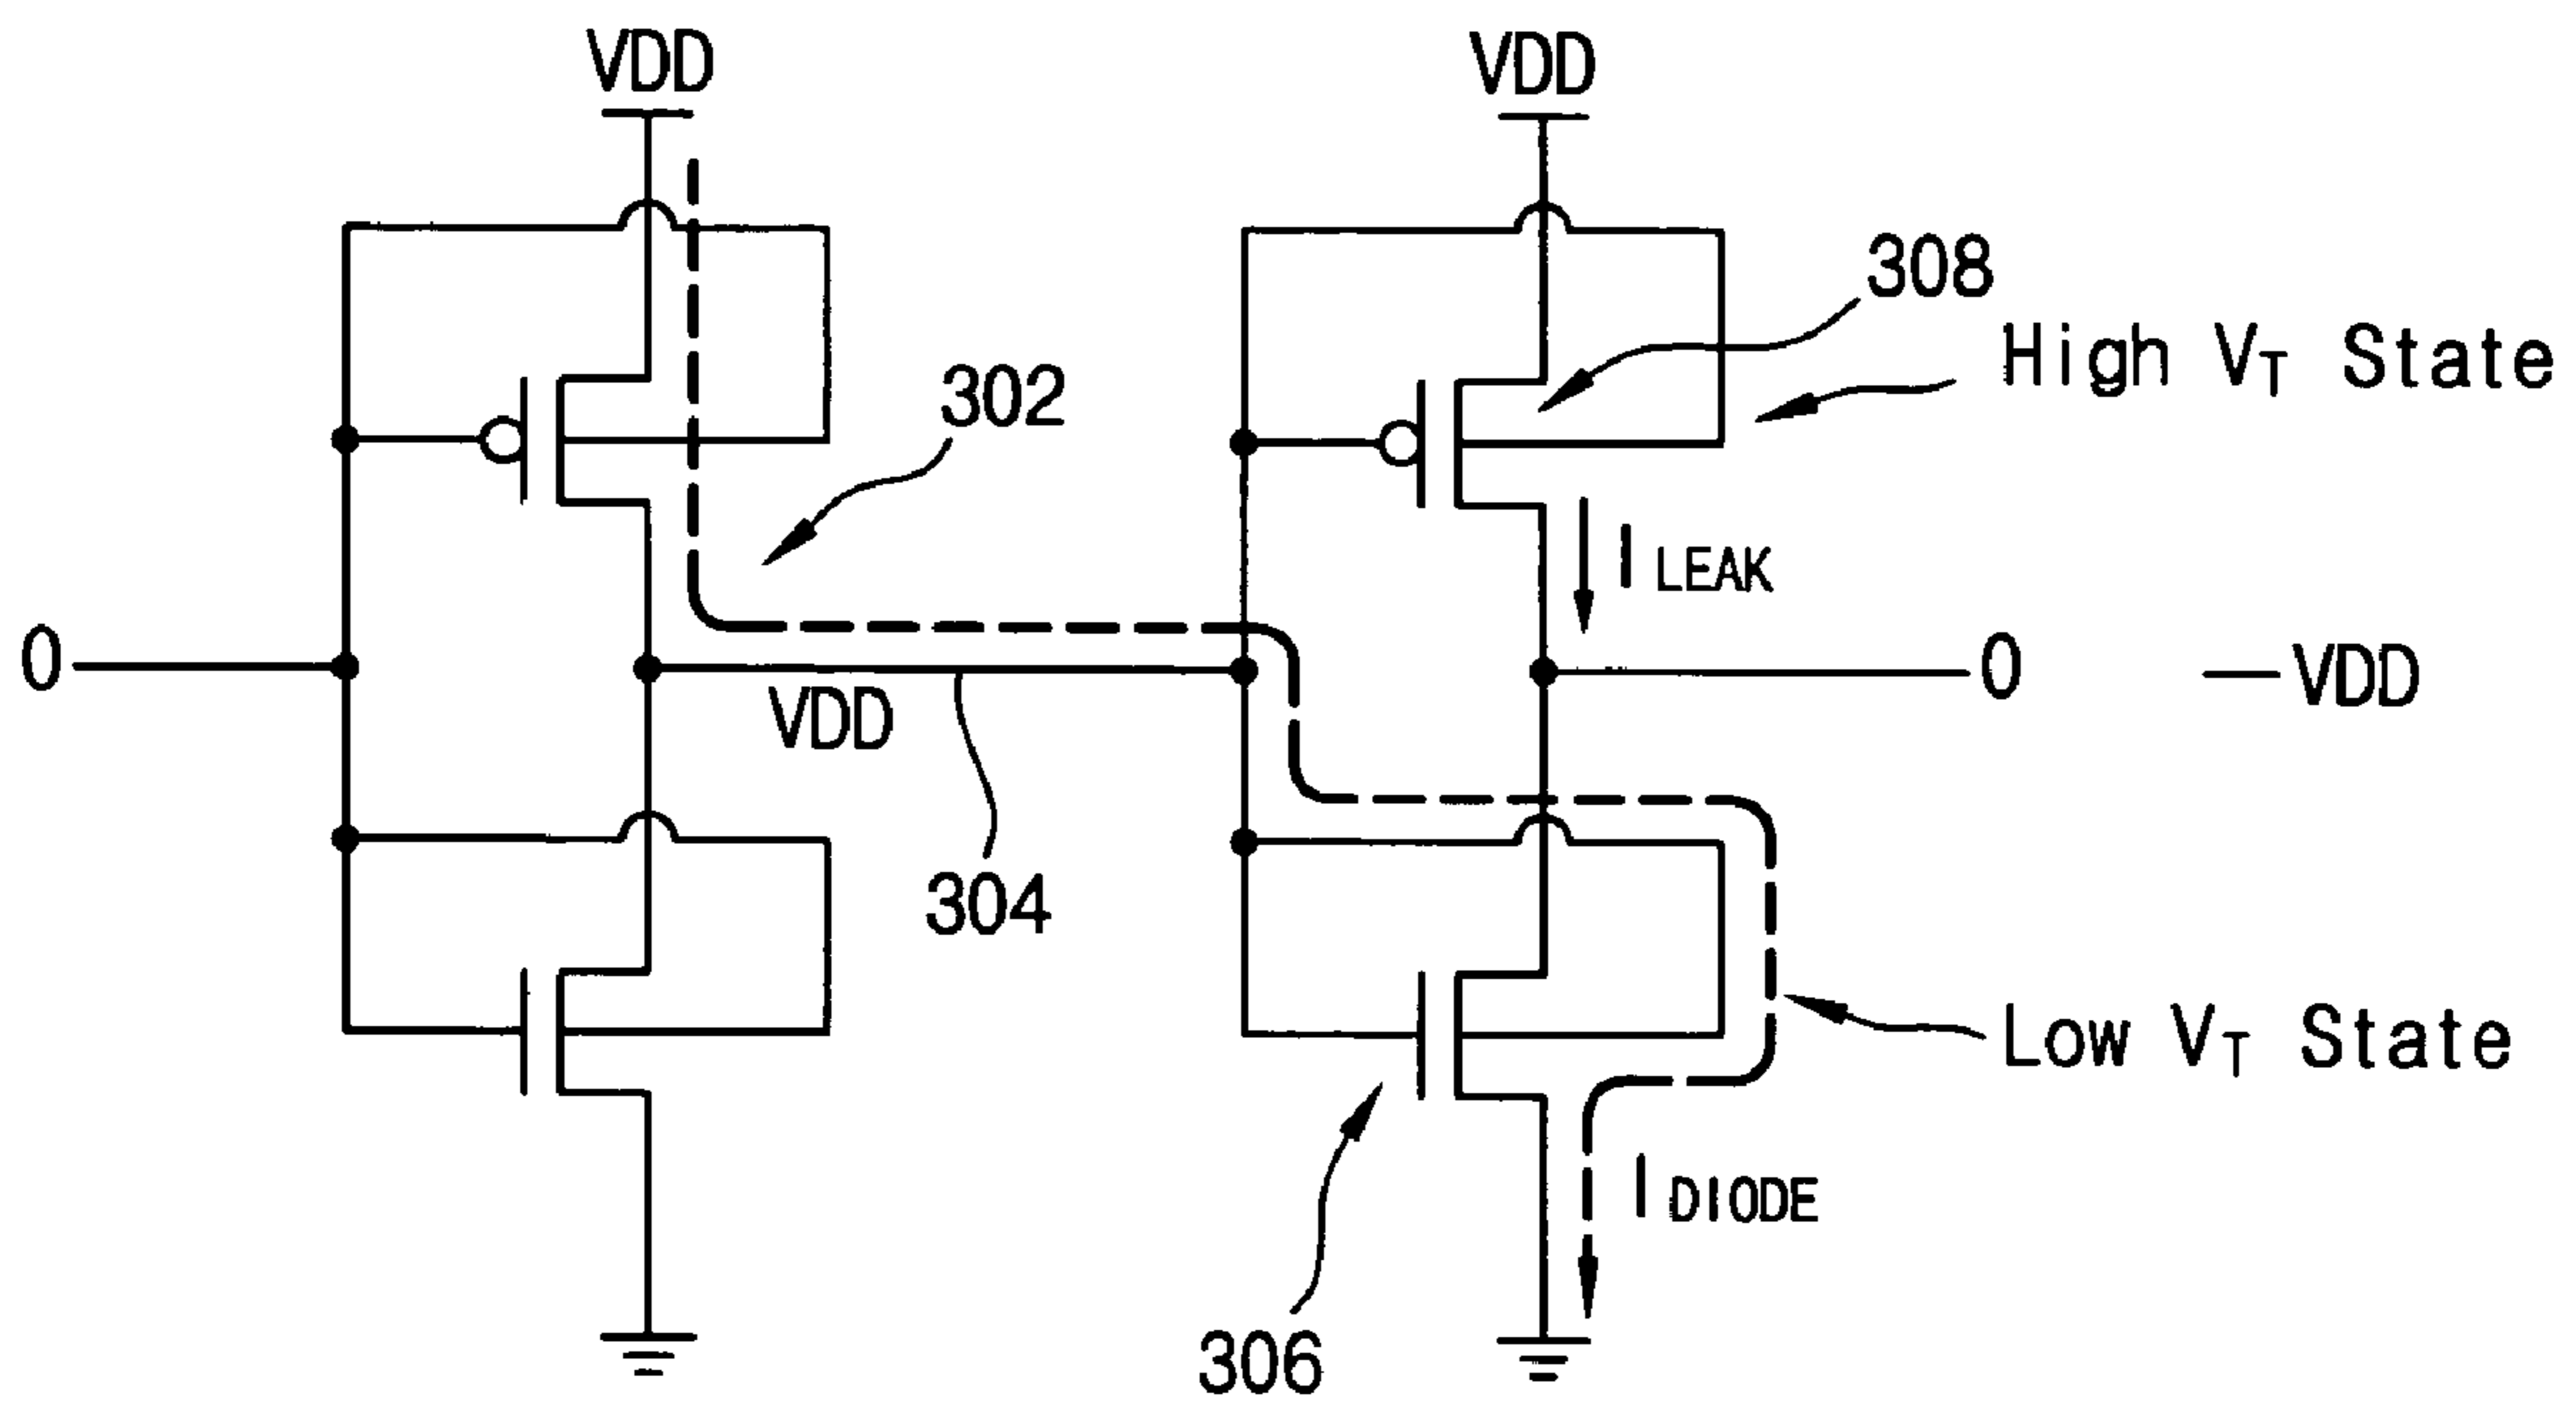 VDD
VDD
308
High VT State
302
ILEAK
0
VDD
0
— VDD
304
Low VT State
IDIODE
306